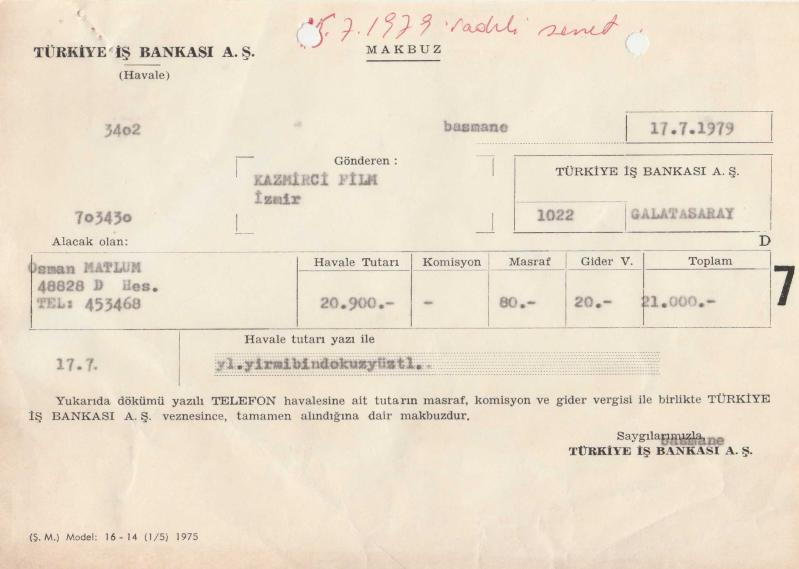 5.7.1979 vadeli senet
TÜRKİYE İŞ BANKASI A. Ş.
(Havale)
MAKBUZ
3402
basmane
17.7.1979
Gönderen :
KAZMİRCİ FİLM
İzmir
TÜRKİYE İŞ BANKASI A. Ş.
703430
1022
GALATASARAY
Alacak olan:
D
Osman MATLUM
48828 D Hes.
TEL: 453468
Havale Tutarı
Komisyon
Masraf
Gider V.
Toplam
20.900.-
-
80.-
20.-
21.000.-
7
Havale tutarı yazı ile
17.7.
yl.yirmibindokuzyüztl.
Yukarıda dökümü yazılı TELEFON havalesine ait tutarın masraf, komisyon ve gider vergisi ile birlikte TÜRKİYE
İŞ BANKASI A. Ş. veznesince, tamamen alındığına dair makbuzdur.
Saygılarımızla
basmane
TÜRKİYE İŞ BANKASI A. Ş.
(Ş. M.) Model: 16 - 14 (1/5) 1975